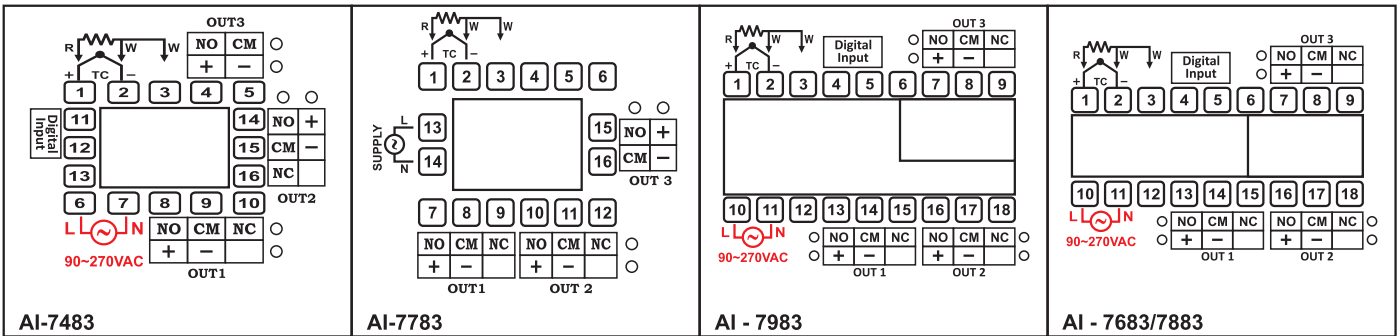 OUT3
R W W NO CM
+ TC − + −
1 2 3 4 5
11 14 NO +
Digital Input
12 15 CM −
13 16 NC
OUT2
6 7 8 9 10
L N NO CM NC
90~270VAC + −
OUT1
AI-7483
R W W
+ TC −
1 2 3 4 5 6
SUPPLY
L 13 15 NO +
N 14 16 CM −
OUT 3
7 8 9 10 11 12
NO CM NC NO CM NC
+ − + −
OUT1 OUT 2
AI-7783
OUT 3
R W W Digital Input NO CM NC
+ TC − + −
1 2 3 4 5 6 7 8 9
10 11 12 13 14 15 16 17 18
L N NO CM NC NO CM NC
90~270VAC + − + −
OUT 1 OUT 2
AI - 7983
OUT 3
R W W Digital Input NO CM NC
+ TC − + −
1 2 3 4 5 6 7 8 9
10 11 12 13 14 15 16 17 18
L N NO CM NC NO CM NC
90~270VAC + − + −
OUT 1 OUT 2
AI - 7683/7883